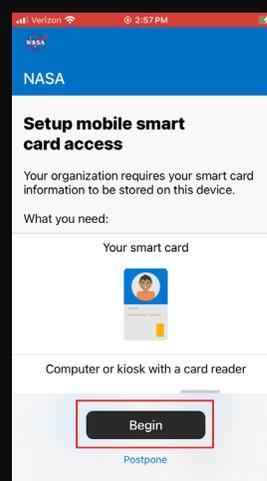 Verizon 2:57 PM
NASA
NASA
Setup mobile smart
card access
Your organization requires your smart card
information to be stored on this device.
What you need:
Your smart card
Computer or kiosk with a card reader
Begin
Postpone